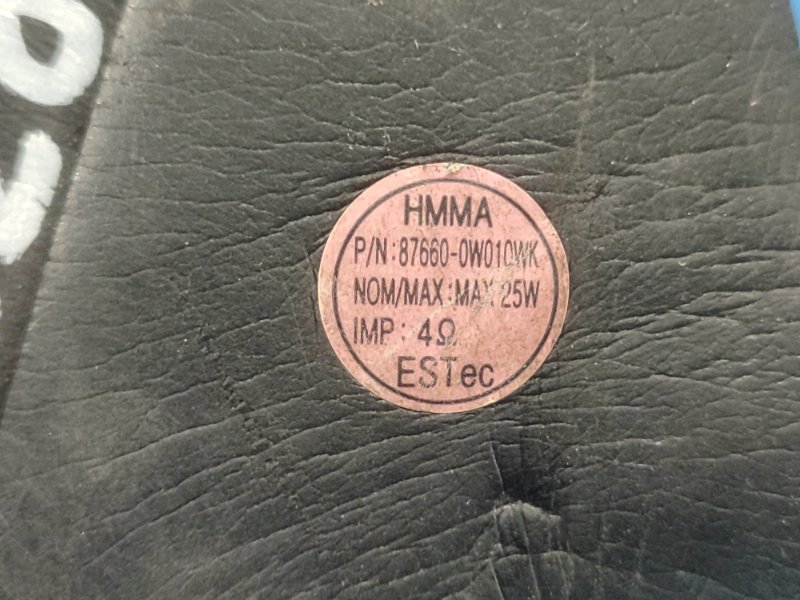 HMMA
P/N:87660-0W010WK
NOM/MAX:MAX 25W
IMP: 4Ω
ESTec